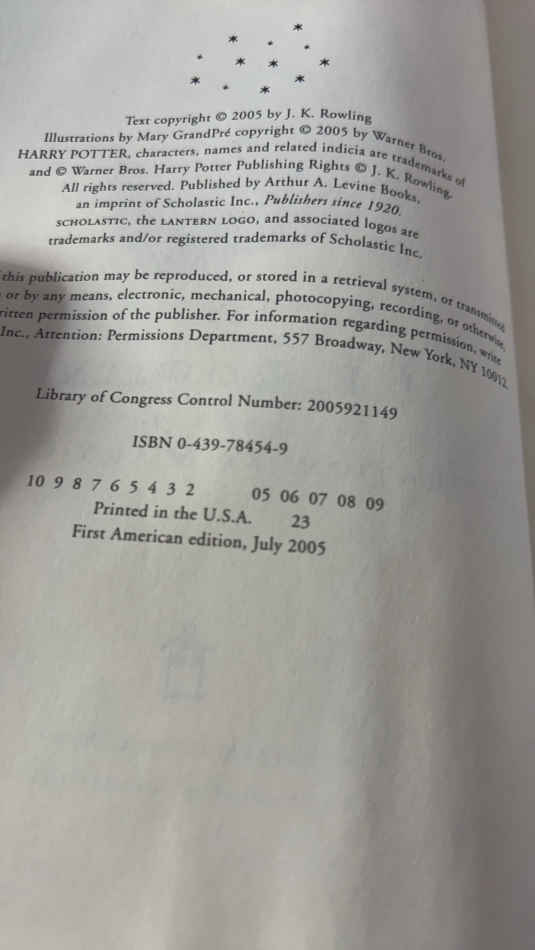 Text copyright © 2005 by J. K. Rowling
Illustrations by Mary GrandPré copyright © 2005 by Warner Bros.
HARRY POTTER, characters, names and related indicia are trademarks of
and © Warner Bros. Harry Potter Publishing Rights © J. K. Rowling.
All rights reserved. Published by Arthur A. Levine Books,
an imprint of Scholastic Inc., Publishers since 1920.
SCHOLASTIC, the LANTERN LOGO, and associated logos are
trademarks and/or registered trademarks of Scholastic Inc.
this publication may be reproduced, or stored in a retrieval system, or transmitted
or by any means, electronic, mechanical, photocopying, recording, or otherwise,
ritten permission of the publisher. For information regarding permission, write
Inc., Attention: Permissions Department, 557 Broadway, New York, NY 10012
Library of Congress Control Number: 2005921149
ISBN 0-439-78454-9
10 9 8 7 6 5 4 3 2 05 06 07 08 09
Printed in the U.S.A. 23
First American edition, July 2005